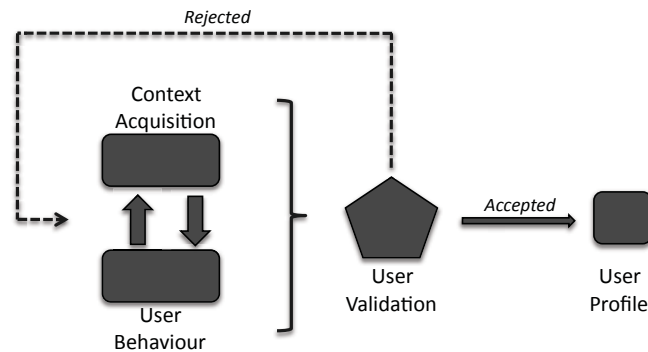 Rejected
Context
Acquisition
Accepted
User
Behaviour
User
Validation
User
Profile